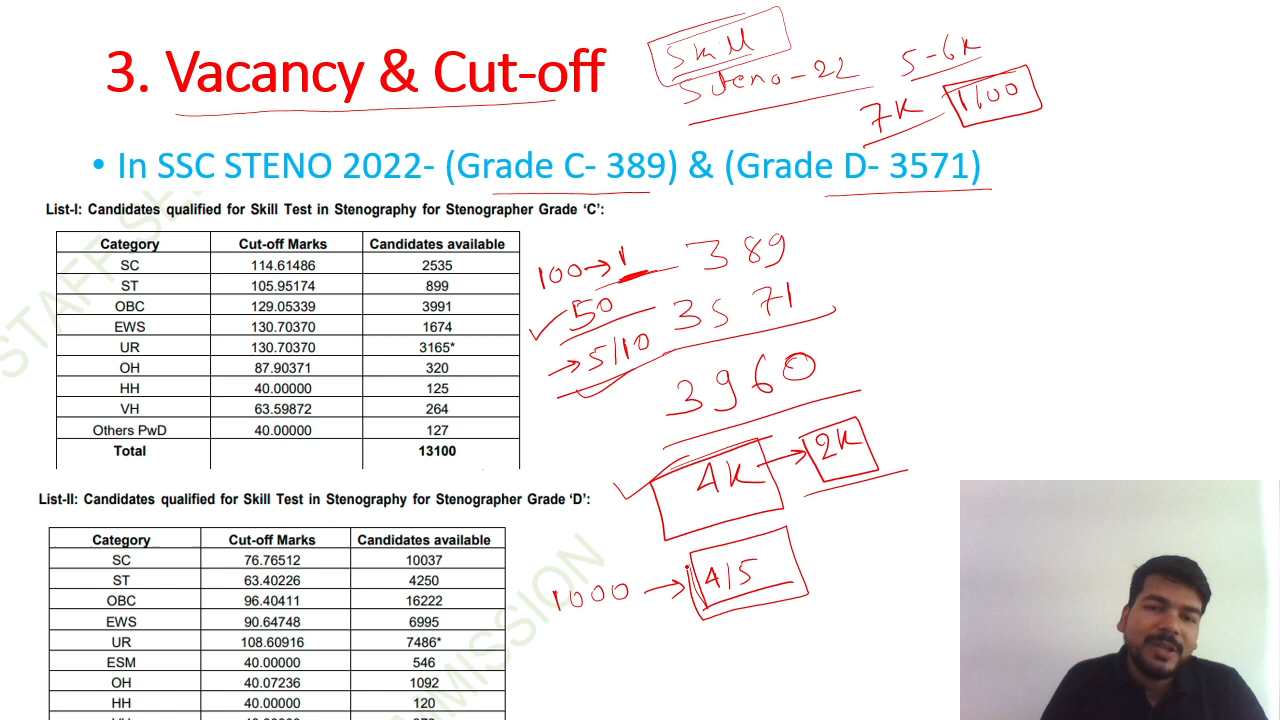 3. Vacancy & Cut-off
Skill
Steno-22
5-6K
7K
1100
• In SSC STENO 2022- (Grade C- 389) & (Grade D- 3571)
List-I: Candidates qualified for Skill Test in Stenography for Stenographer Grade ‘C’:
Category Cut-off Marks Candidates available
SC 114.61486 2535
ST 105.95174 899
OBC 129.05339 3991
EWS 130.70370 1674
UR 130.70370 3165*
OH 87.90371 320
HH 40.00000 125
VH 63.59872 264
Others PwD 40.00000 127
Total 13100
100→1
50
→5/10
389
3571
3960
4K → 2K
1000 → 4/5
List-II: Candidates qualified for Skill Test in Stenography for Stenographer Grade ‘D’:
Category Cut-off Marks Candidates available
SC 76.76512 10037
ST 63.40226 4250
OBC 96.40411 16222
EWS 90.64748 6995
UR 108.60916 7486*
ESM 40.00000 546
OH 40.07236 1092
HH 40.00000 120